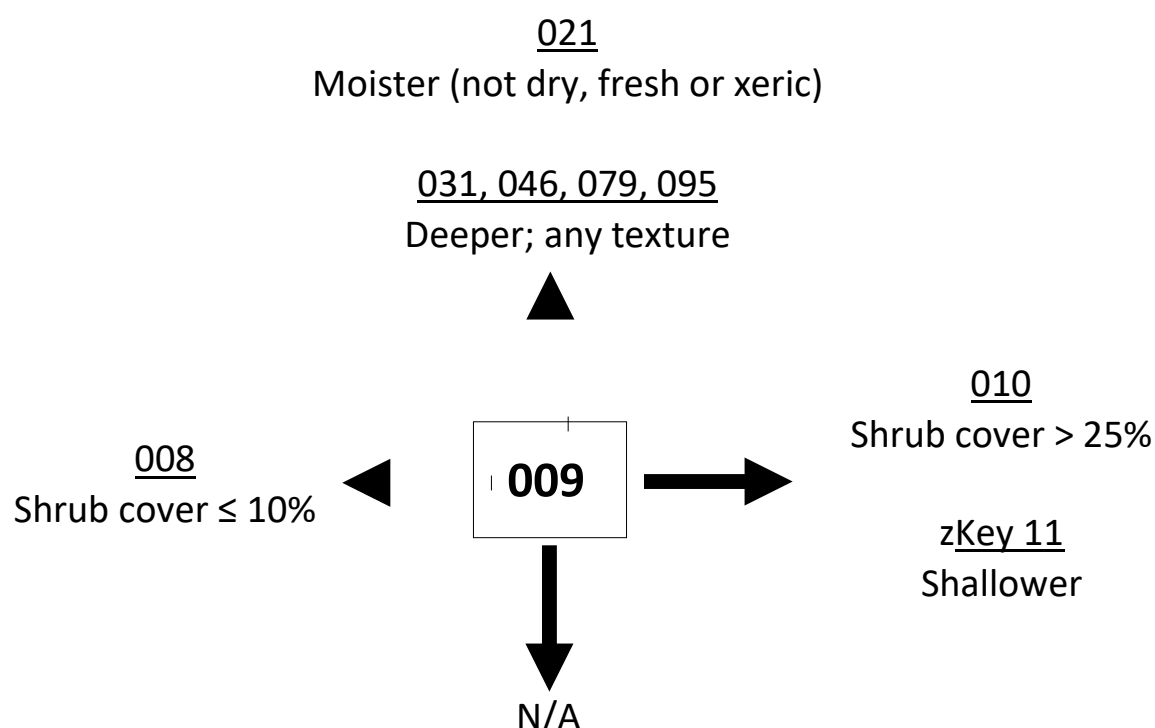 021
Moister (not dry, fresh or xeric)
031, 046, 079, 095
Deeper; any texture
008
Shrub cover ≤ 10%
009
010
Shrub cover > 25%
zKey 11
Shallower
N/A